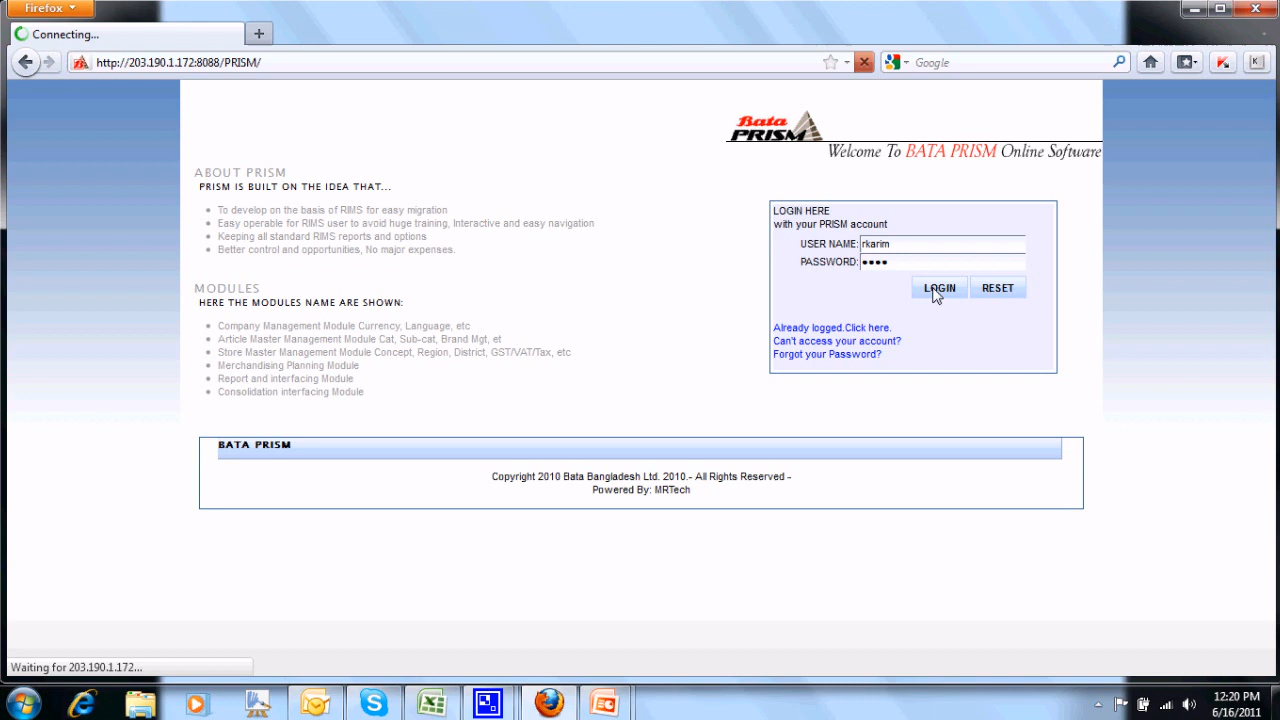 Firefox
Connecting...
http://203.190.1.172:8088/PRISM/
Google
Bata
PRISM
Welcome To BATA PRISM Online Software
ABOUT PRISM
PRISM IS BUILT ON THE IDEA THAT...
To develop on the basis of RIMS for easy migration
Easy operable for RIMS user to avoid huge training, Interactive and easy navigation
Keeping all standard RIMS reports and options
Better control and opportunities, No major expenses.
MODULES
HERE THE MODULES NAME ARE SHOWN:
Company Management Module Currency, Language, etc
Article Master Management Module Cat, Sub-cat, Brand Mgt, et
Store Master Management Module Concept, Region, District, GST/VAT/Tax, etc
Merchandising Planning Module
Report and interfacing Module
Consolidation interfacing Module
LOGIN HERE
with your PRISM account
USER NAME: rkarim
PASSWORD: ••••
LOGIN RESET
Already logged.Click here.
Can't access your account?
Forgot your Password?
BATA PRISM
Copyright 2010 Bata Bangladesh Ltd. 2010.- All Rights Reserved -
Powered By: MRTech
Waiting for 203.190.1.172...
12:20 PM
6/16/2011